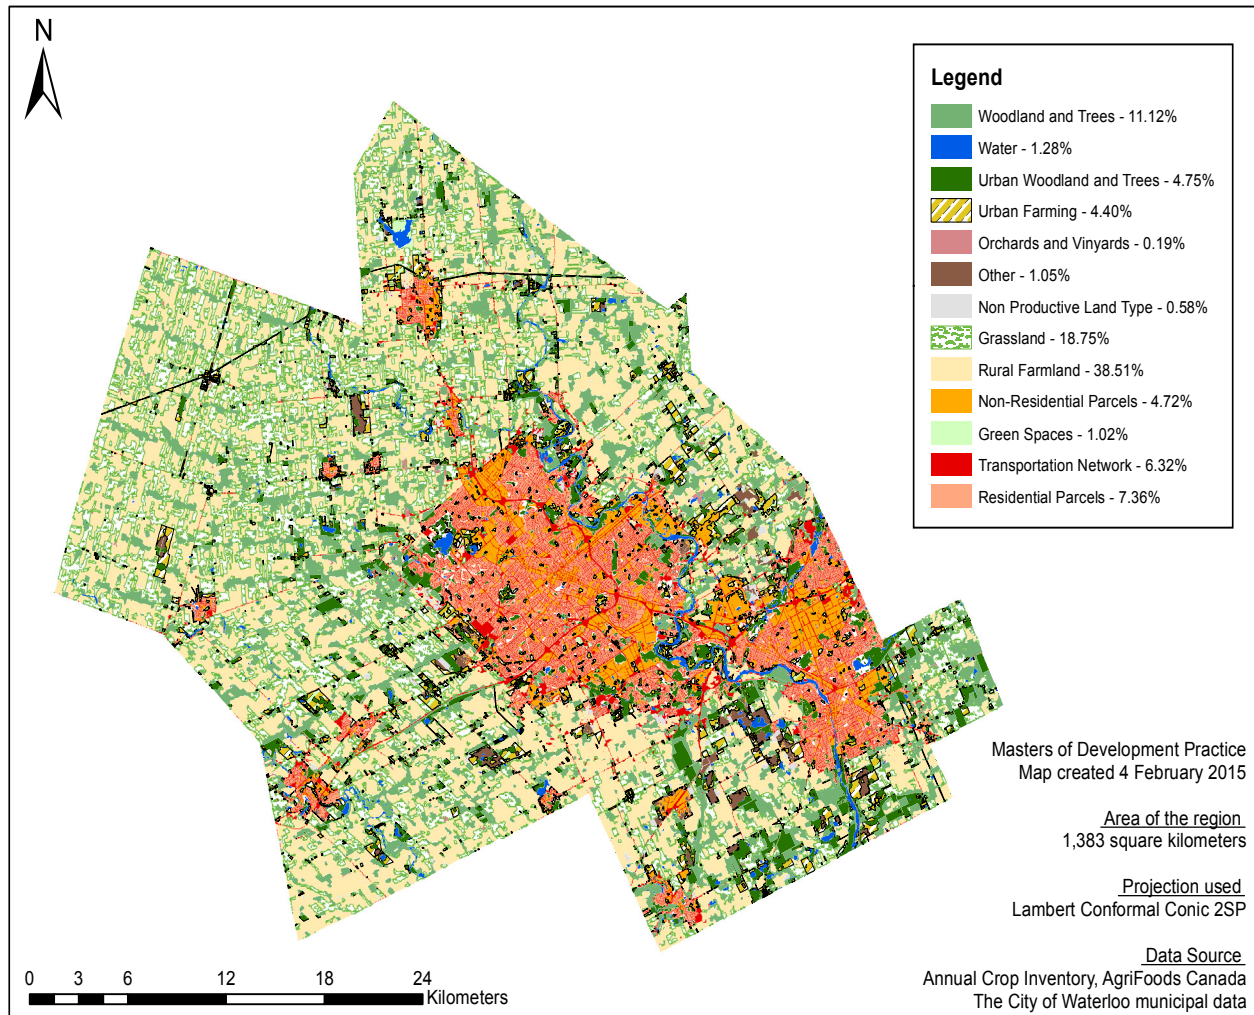 N
Legend
Woodland and Trees - 11.12%
Water - 1.28%
Urban Woodland and Trees - 4.75%
Urban Farming - 4.40%
Orchards and Vinyards - 0.19%
Other - 1.05%
Non Productive Land Type - 0.58%
Grassland - 18.75%
Rural Farmland - 38.51%
Non-Residential Parcels - 4.72%
Green Spaces - 1.02%
Transportation Network - 6.32%
Residential Parcels - 7.36%
Masters of Development Practice
Map created 4 February 2015
Area of the region
1,383 square kilometers
Projection used
Lambert Conformal Conic 2SP
Data Source
Annual Crop Inventory, AgriFoods Canada
The City of Waterloo municipal data
0 3 6 12 18 24
Kilometers